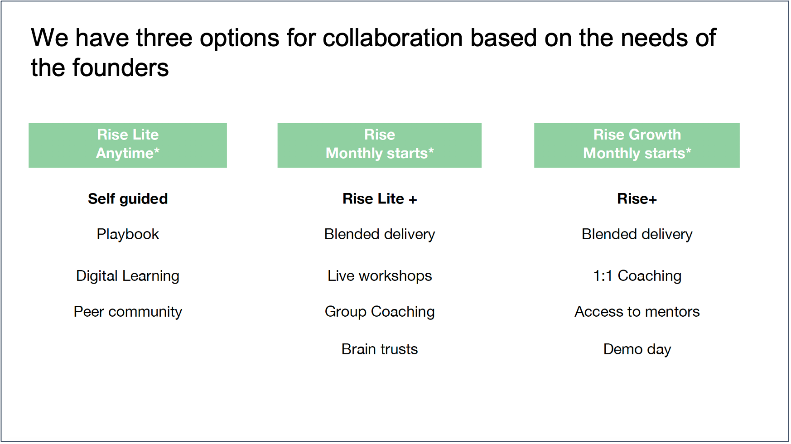 We have three options for collaboration based on the needs of
the founders
Rise Lite
Anytime*
Self guided
Playbook
Digital Learning
Peer community
Rise
Monthly starts*
Rise Lite +
Blended delivery
Live workshops
Group Coaching
Brain trusts
Rise Growth
Monthly starts*
Rise+
Blended delivery
1:1 Coaching
Access to mentors
Demo day